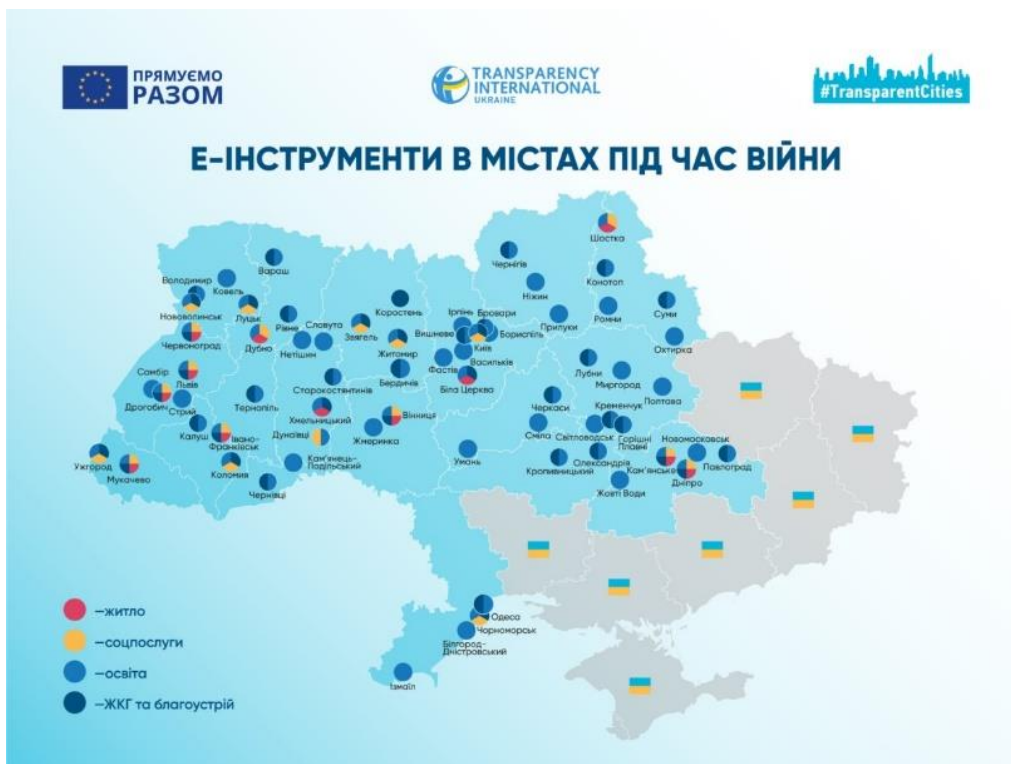 ПРЯМУЄМО
РАЗОМ
TRANSPARENCY
INTERNATIONAL
UKRAINE
#TransparentCities
Е-ІНСТРУМЕНТИ В МІСТАХ ПІД ЧАС ВІЙНИ
Шостка
Чернігів
Вараш
Конотоп
Володимир
Ковель
Коростень
Ніжин
Нововолинськ
Луцьк
Рівне
Славута
Звягель
Ірпінь
Бровари
Прилуки
Ромни
Суми
Червоноград
Дубно
Нетішин
Житомир
Вишневе
Київ
Бориспіль
Охтирка
Самбір
Львів
Старокостянтинів
Бердичів
Фастів
Васильків
Біла Церква
Лубни
Миргород
Дрогобич
Стрий
Тернопіль
Хмельницький
Вінниця
Черкаси
Кременчук
Полтава
Калуш
Івано-
Франківськ
Дунаївці
Жмеринка
Сміла
Світловодськ
Горішні
Плавні
Новомосковськ
Ужгород
Мукачево
Коломия
Кам'янець-
Подільський
Умань
Кропивницький
Олександрія
Кам'янське
Павлоград
Чернівці
Дніпро
Жовті Води
Одеса
Чорноморськ
Білгород-
Дністровський
Ізмаїл
—житло
—соцпослуги
—освіта
—ЖКГ та благоустрій